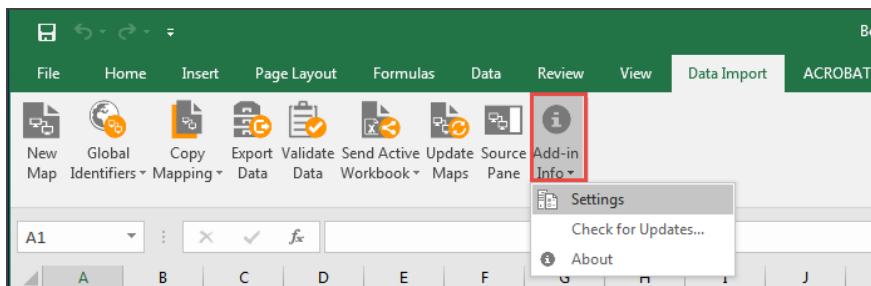 Be
File Home Insert Page Layout Formulas Data Review View Data Import ACROBAT
New Map
Global Identifiers
Copy Mapping
Export Data
Validate Data
Send Active Workbook
Update Maps
Source Pane
Add-in Info
Settings
Check for Updates...
About
A1 fx
A B C D E F G H I J